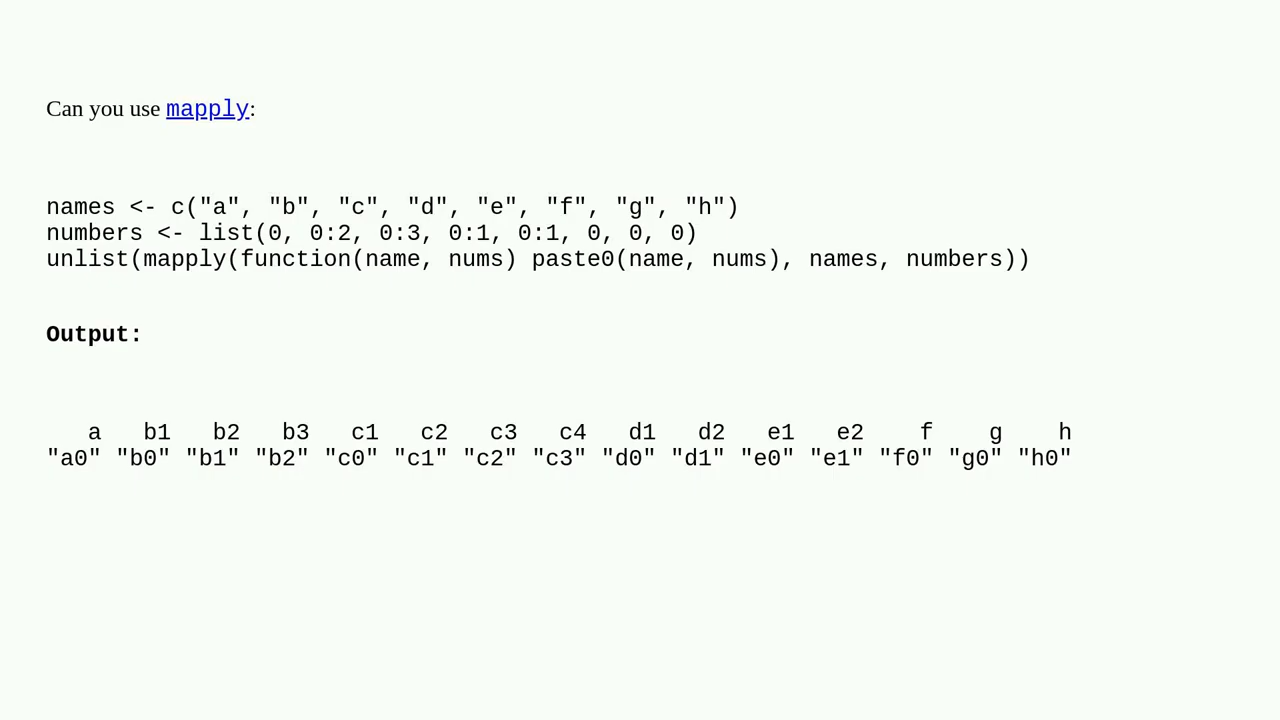 Can you use mapply:
names <- c("a", "b", "c", "d", "e", "f", "g", "h")
numbers <- list(0, 0:2, 0:3, 0:1, 0:1, 0, 0, 0)
unlist(mapply(function(name, nums) paste0(name, nums), names, numbers))
Output:
   a   b1   b2   b3   c1   c2   c3   c4   d1   d2   e1   e2    f    g    h
"a0" "b0" "b1" "b2" "c0" "c1" "c2" "c3" "d0" "d1" "e0" "e1" "f0" "g0" "h0"